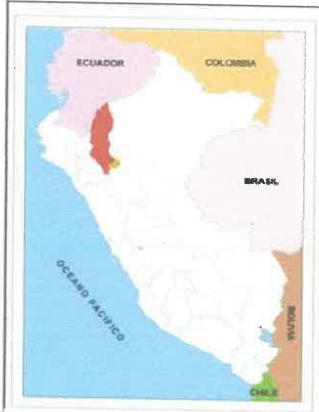 ECUADOR
COLOMBIA
BRASIL
OCEANO PACIFICO
BOLIVIA
CHILE